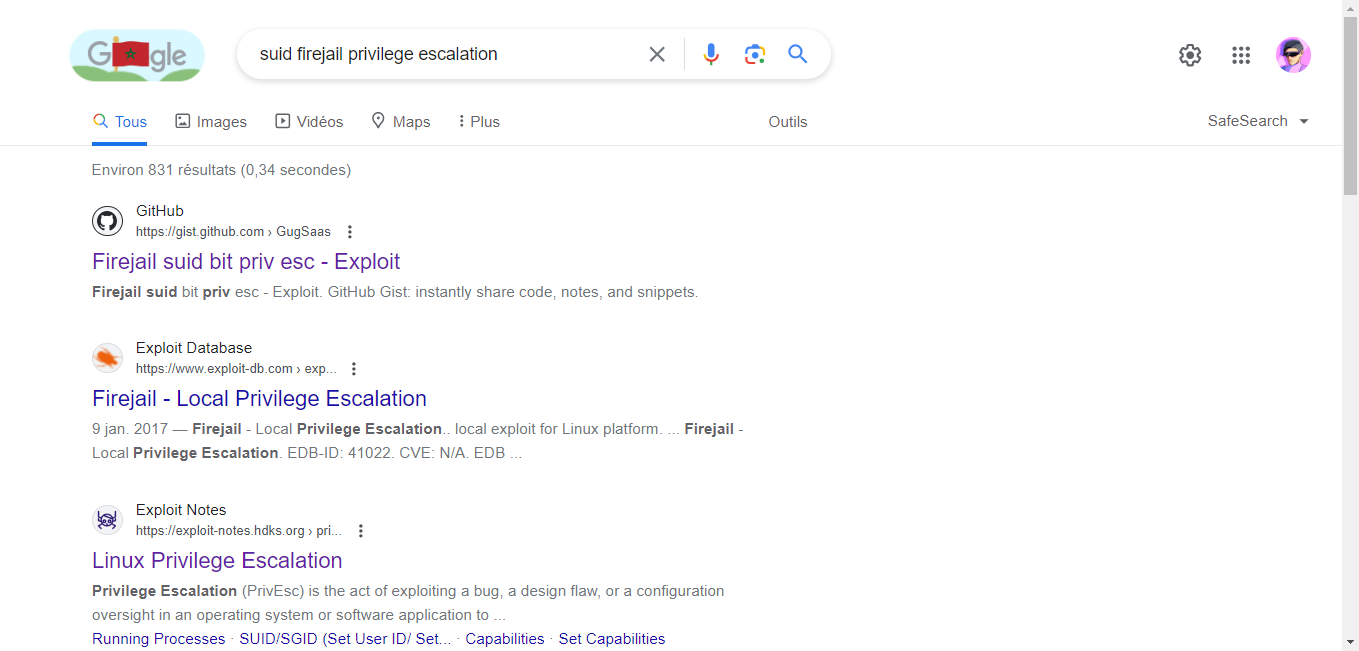 Google
suid firejail privilege escalation
Tous
Images
Vidéos
Maps
Plus
Outils
SafeSearch
Environ 831 résultats (0,34 secondes)
GitHub
https://gist.github.com › GugSaas
Firejail suid bit priv esc - Exploit
Firejail suid bit priv esc - Exploit. GitHub Gist: instantly share code, notes, and snippets.
Exploit Database
https://www.exploit-db.com › exp...
Firejail - Local Privilege Escalation
9 jan. 2017 — Firejail - Local Privilege Escalation.. local exploit for Linux platform. ... Firejail -
Local Privilege Escalation. EDB-ID: 41022. CVE: N/A. EDB ...
Exploit Notes
https://exploit-notes.hdks.org › pri...
Linux Privilege Escalation
Privilege Escalation (PrivEsc) is the act of exploiting a bug, a design flaw, or a configuration
oversight in an operating system or software application to ...
Running Processes · SUID/SGID (Set User ID/ Set... · Capabilities · Set Capabilities